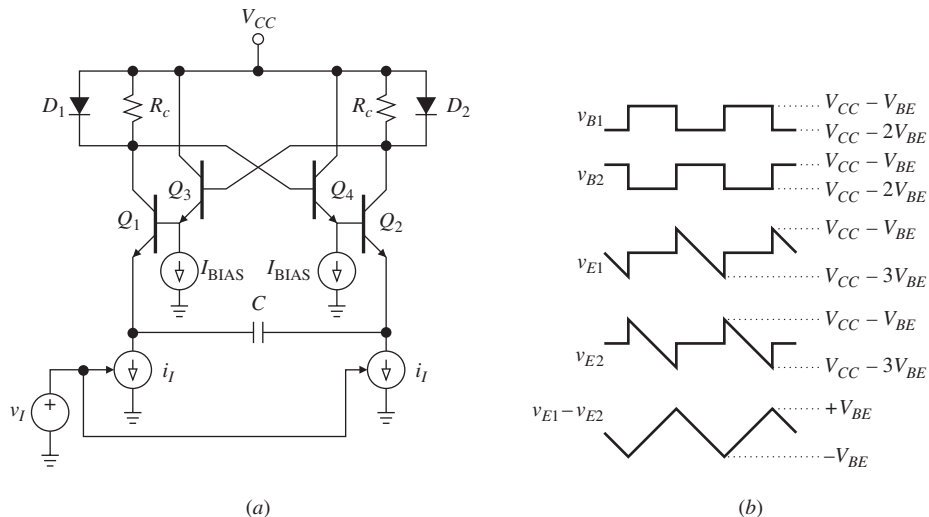 V_CC
D_1
R_c
R_c
D_2
Q_3
Q_4
Q_1
Q_2
I_BIAS
I_BIAS
C
i_I
i_I
v_I
(a)
v_B1
V_CC − V_BE
V_CC − 2V_BE
v_B2
V_CC − V_BE
V_CC − 2V_BE
v_E1
V_CC − V_BE
V_CC − 3V_BE
v_E2
V_CC − V_BE
V_CC − 3V_BE
v_E1 − v_E2
+V_BE
−V_BE
(b)